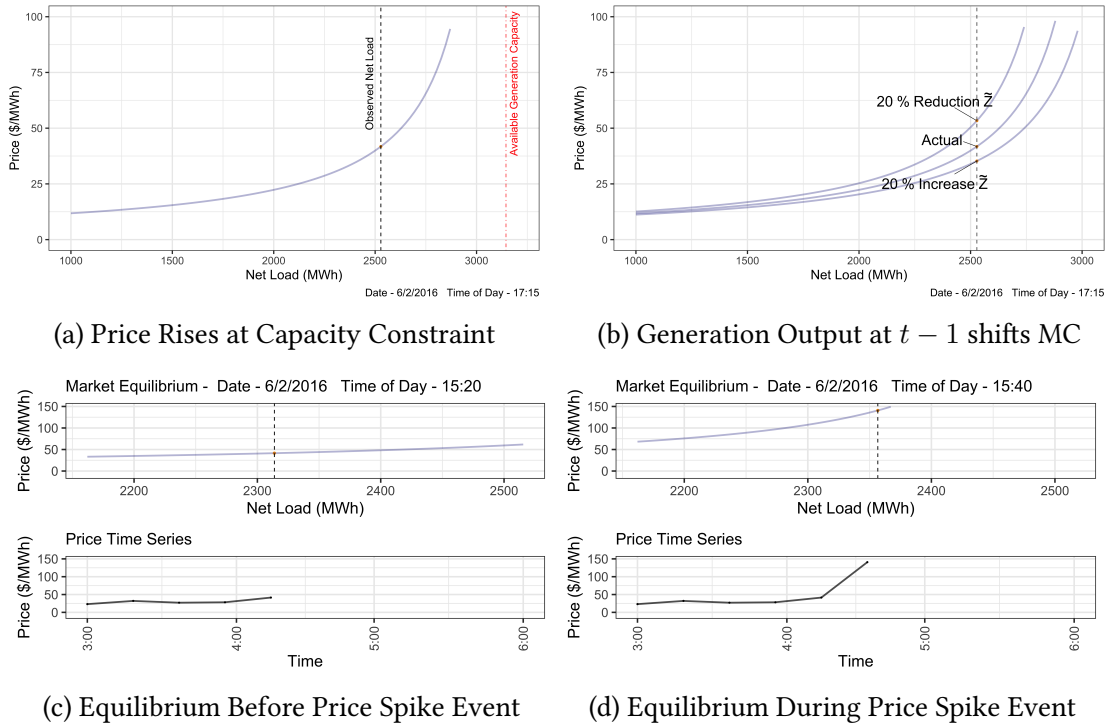 100
75
50
25
0
Price ($/MWh)
Observed Net Load
Available Generation Capacity
1000 1500 2000 2500 3000
Net Load (MWh)
Date - 6/2/2016 Time of Day - 17:15
(a) Price Rises at Capacity Constraint
100
75
50
25
0
Price ($/MWh)
20 % Reduction Z̃
Actual
20 % Increase Z̃
1000 1500 2000 2500 3000
Net Load (MWh)
Date - 6/2/2016 Time of Day - 17:15
(b) Generation Output at t − 1 shifts MC
Market Equilibrium - Date - 6/2/2016 Time of Day - 15:20
150
100
50
0
Price ($/MWh)
2200 2300 2400 2500
Net Load (MWh)
Price Time Series
150
100
50
0
Price ($/MWh)
3:00 4:00 5:00 6:00
Time
(c) Equilibrium Before Price Spike Event
Market Equilibrium - Date - 6/2/2016 Time of Day - 15:40
150
100
50
0
Price ($/MWh)
2200 2300 2400 2500
Net Load (MWh)
Price Time Series
150
100
50
0
Price ($/MWh)
3:00 4:00 5:00 6:00
Time
(d) Equilibrium During Price Spike Event